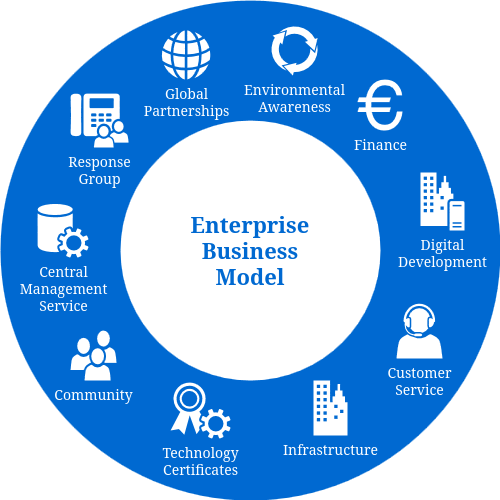 Global
Partnerships
Environmental
Awareness
Finance
Response
Group
Enterprise
Business
Model
Digital
Development
Central
Management
Service
Customer
Service
Community
Infrastructure
Technology
Certificates